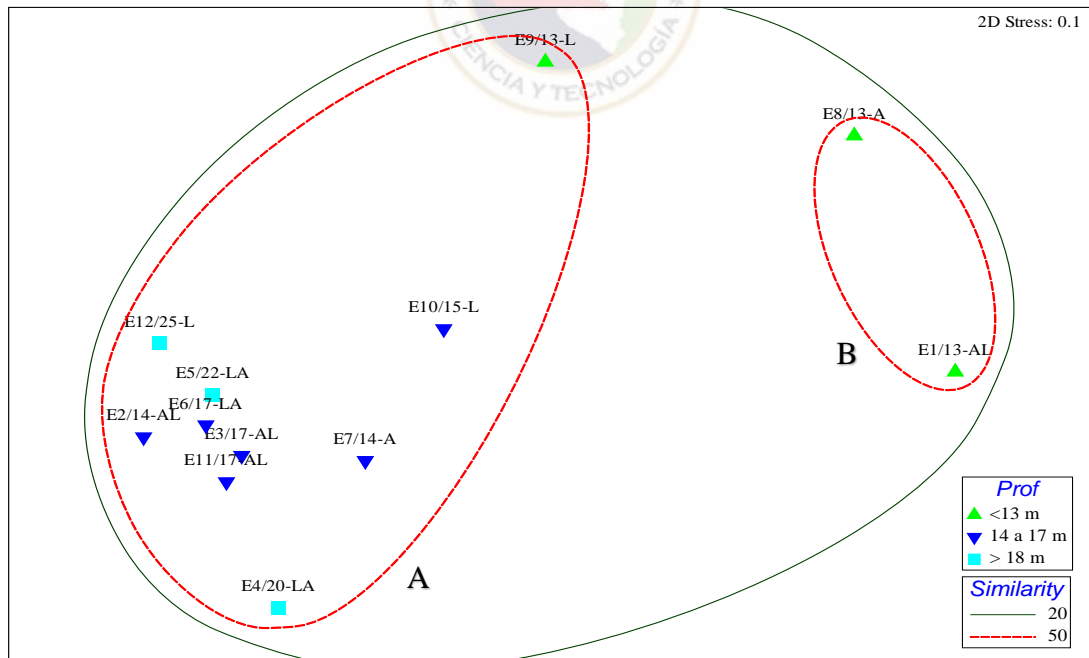 2D Stress: 0.1
E9/13-L
CIENCIA Y TECNOLOGÍA
E8/13-A
E10/15-L
E12/25-L
E1/13-AL
B
E5/22-LA
E6/17-LA
E2/14-AL
E3/17-AL
E7/14-A
E11/17-AL
E4/20-LA
A
Prof
<13 m
14 a 17 m
> 18 m
Similarity
20
50